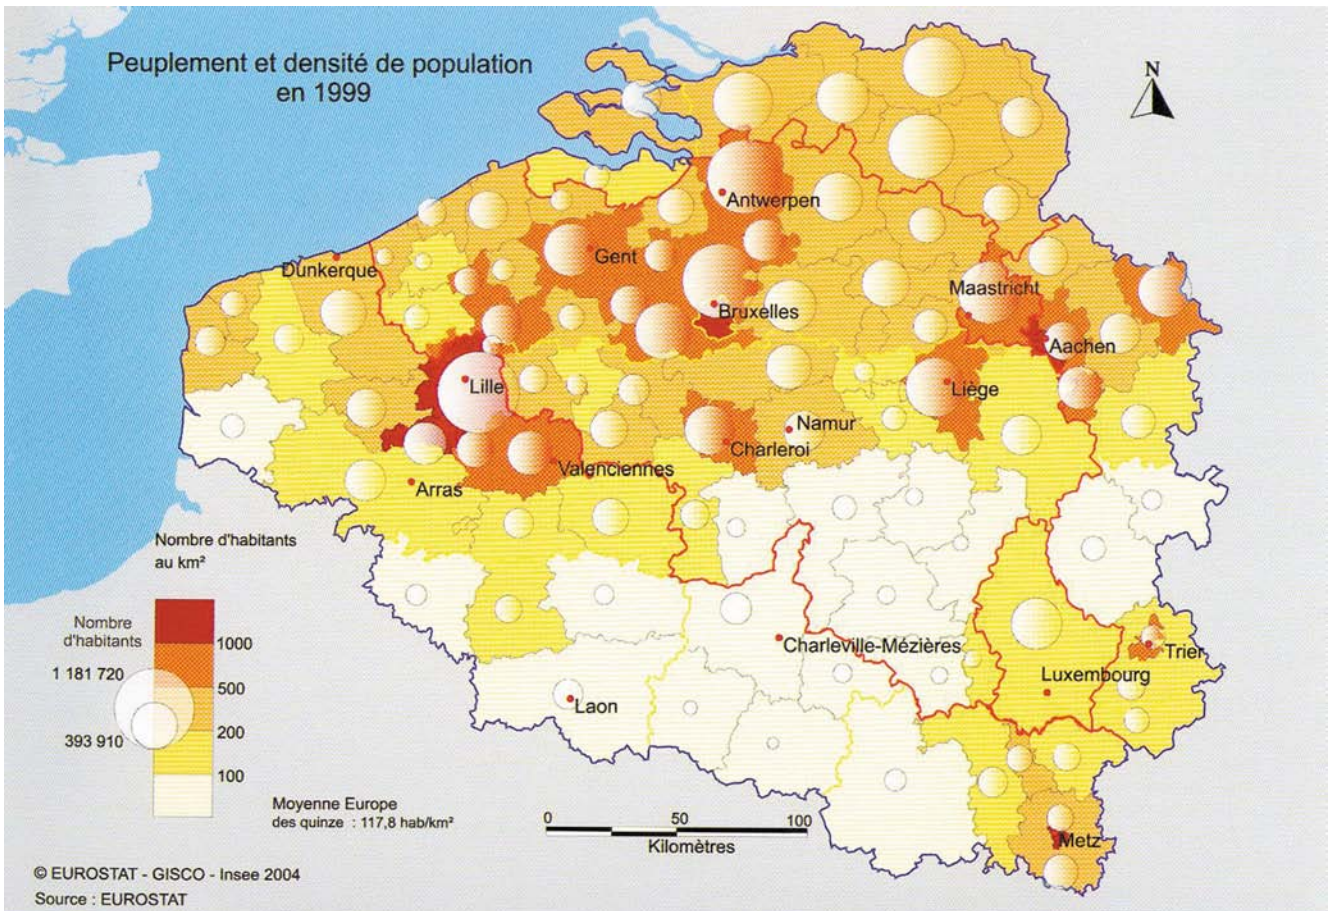 Peuplement et densité de population
en 1999
N
Antwerpen
Gent
Dunkerque
Maastricht
Bruxelles
Aachen
Lille
Liège
Namur
Charleroi
Valenciennes
Arras
Nombre d'habitants
au km²
Nombre
d'habitants
1 181 720
393 910
1000
500
200
100
Charleville-Mézières
Trier
Luxembourg
Laon
Moyenne Europe
des quinze : 117,8 hab/km²
0 50 100
Kilomètres
Metz
© EUROSTAT - GISCO - Insee 2004
Source : EUROSTAT